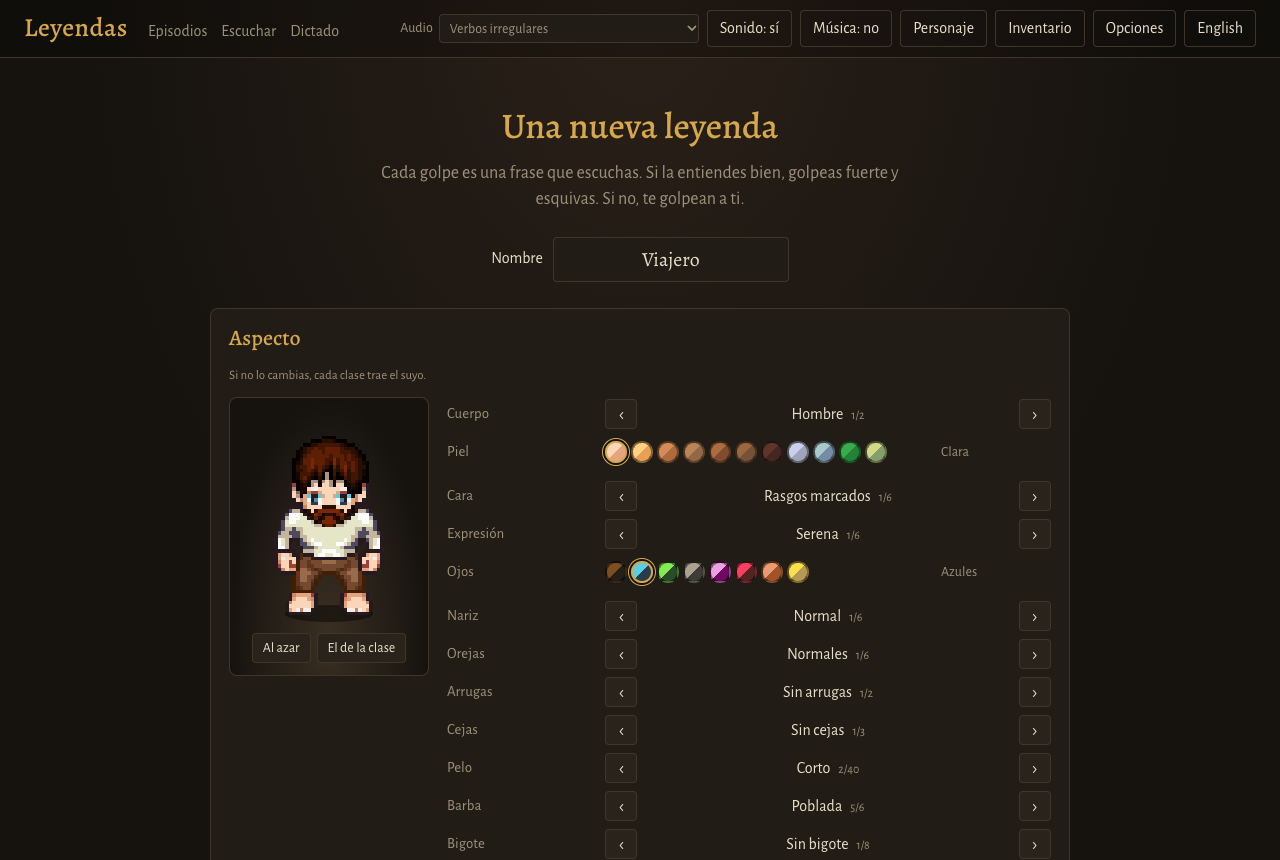 Leyendas Episodios Escuchar Dictado Audio Verbos irregulares Sonido: sí Música: no Personaje Inventario Opciones English
Una nueva leyenda
Cada golpe es una frase que escuchas. Si la entiendes bien, golpeas fuerte y
esquivas. Si no, te golpean a ti.
Nombre Viajero
Aspecto
Si no lo cambias, cada clase trae el suyo.
Cuerpo ‹ Hombre 1/2 ›
Piel Clara
Cara ‹ Rasgos marcados 1/6 ›
Expresión ‹ Serena 1/6 ›
Ojos Azules
Nariz ‹ Normal 1/6 ›
Orejas ‹ Normales 1/6 ›
Arrugas ‹ Sin arrugas 1/2 ›
Cejas ‹ Sin cejas 1/3 ›
Pelo ‹ Corto 2/40 ›
Barba ‹ Poblada 5/6 ›
Bigote ‹ Sin bigote 1/8 ›
Al azar El de la clase